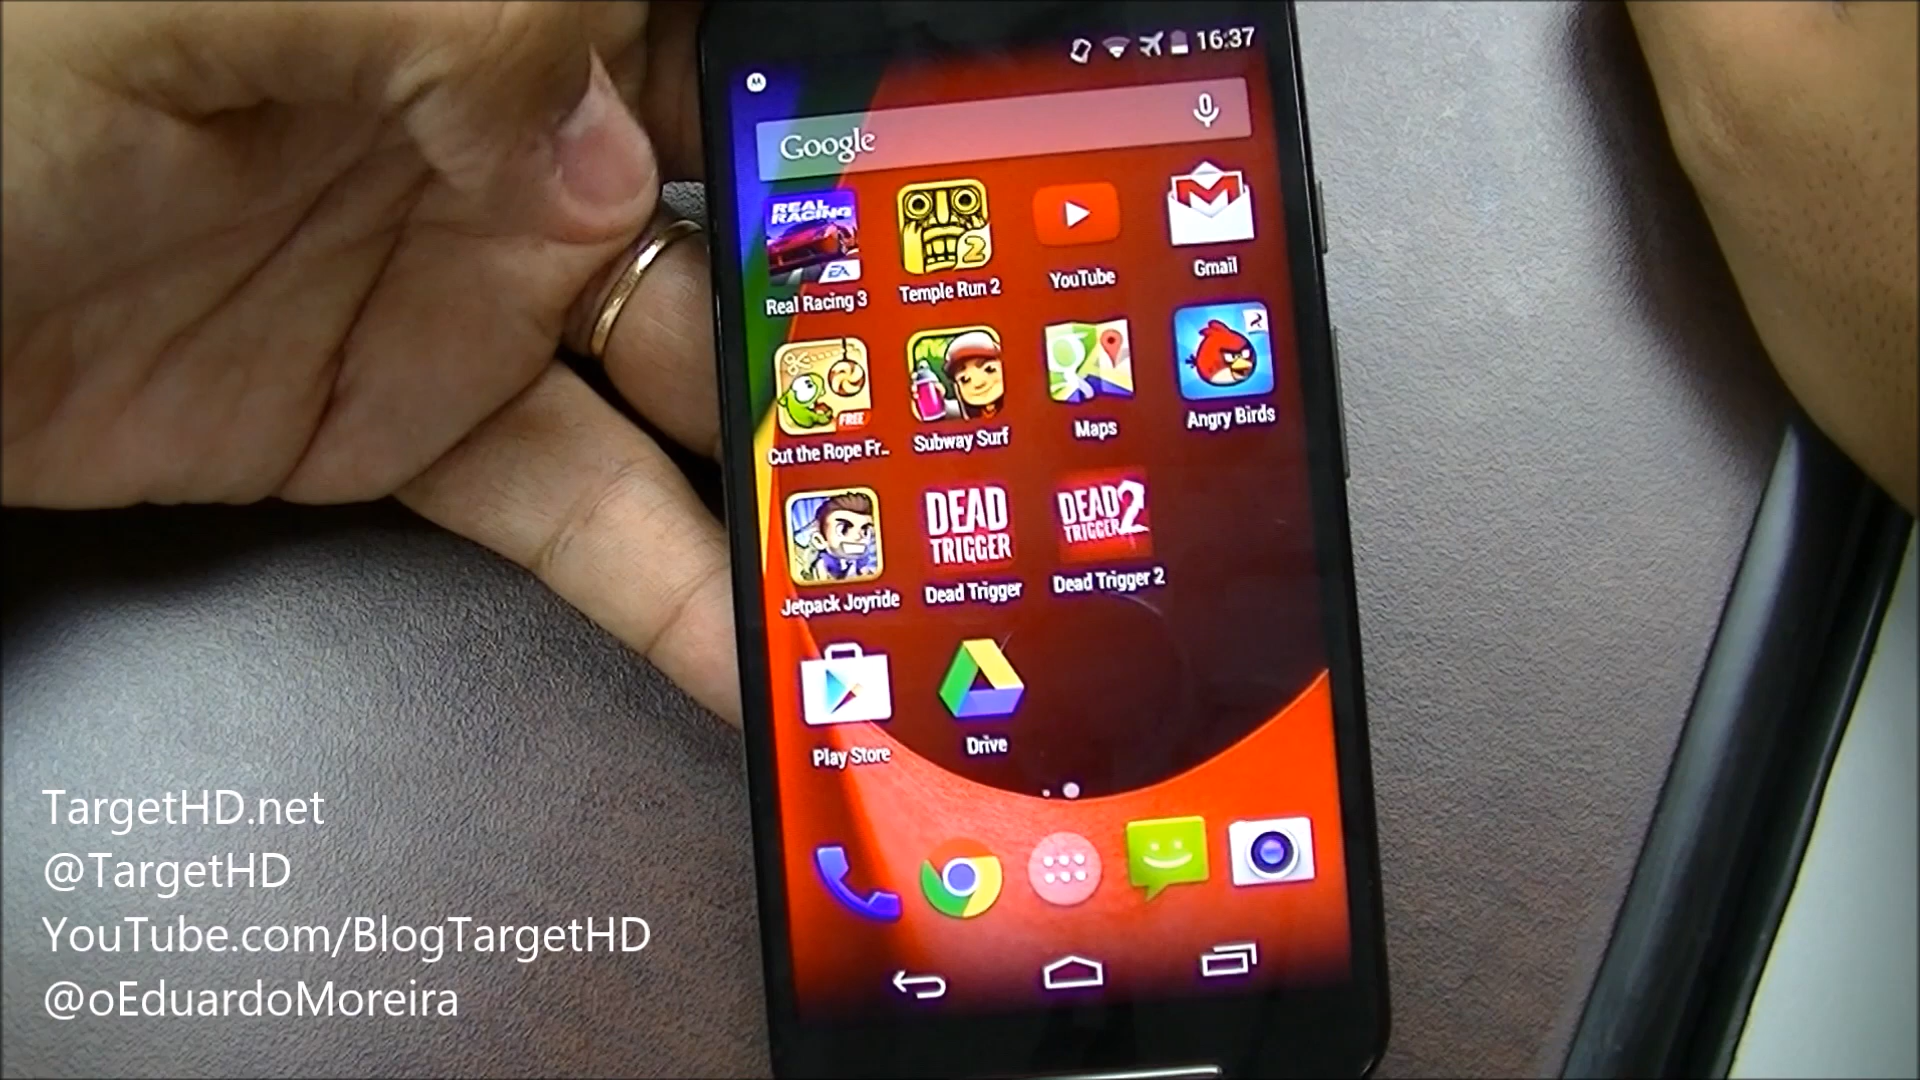 16:37
Google
REAL
RACING
EA
2
Real Racing 3
Temple Run 2
YouTube
Gmail
FREE
Cut the Rope Fr...
Subway Surf
Maps
Angry Birds
DEAD
TRIGGER
DEAD
TRIGGER 2
Jetpack Joyride
Dead Trigger
Dead Trigger 2
Play Store
Drive
TargetHD.net
@TargetHD
YouTube.com/BlogTargetHD
@oEduardoMoreira